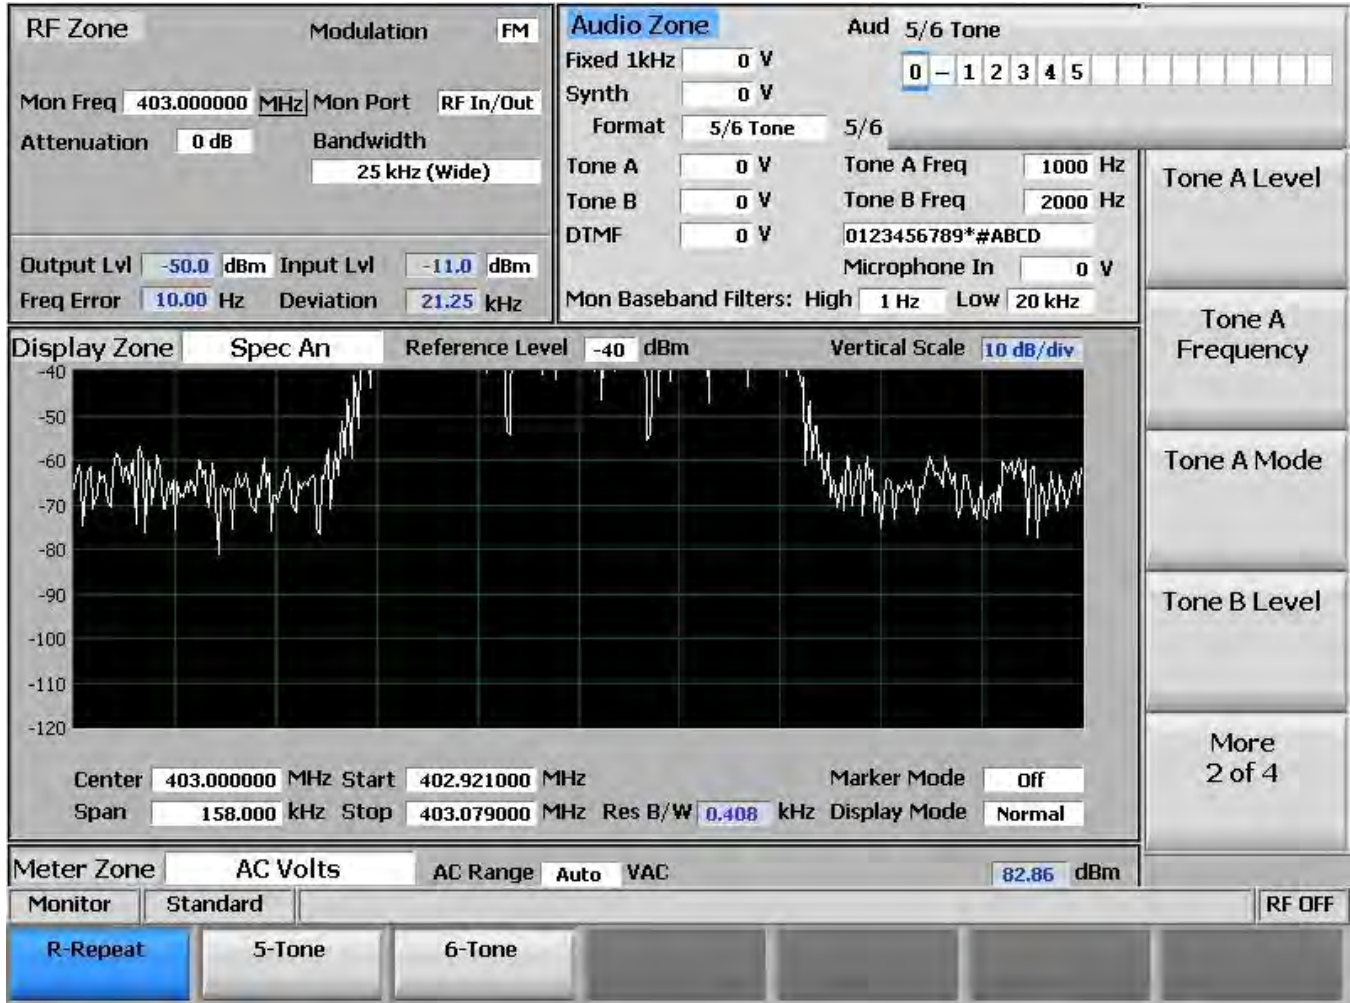 RF Zone
Modulation FM
Mon Freq 403.000000 MHz Mon Port RF In/Out
Attenuation 0 dB Bandwidth
25 kHz (Wide)
Output Lvl -50.0 dBm Input Lvl -11.0 dBm
Freq Error 10.00 Hz Deviation 21.25 kHz
Audio Zone Aud
Fixed 1kHz 0 V
Synth 0 V
Format 5/6 Tone 5/6
Tone A 0 V Tone A Freq 1000 Hz
Tone B 0 V Tone B Freq 2000 Hz
DTMF 0 V 0123456789*#ABCD
Microphone In 0 V
Mon Baseband Filters: High 1 Hz Low 20 kHz
5/6 Tone
0 - 1 2 3 4 5
Tone A Level
Tone A
Frequency
Tone A Mode
Tone B Level
More
2 of 4
Display Zone Spec An Reference Level -40 dBm Vertical Scale 10 dB/div
-40
-50
-60
-70
-80
-90
-100
-110
-120
Center 403.000000 MHz Start 402.921000 MHz Marker Mode Off
Span 158.000 kHz Stop 403.079000 MHz Res B/W 0.408 kHz Display Mode Normal
Meter Zone AC Volts AC Range Auto VAC 82.86 dBm
Monitor Standard RF OFF
R-Repeat 5-Tone 6-Tone